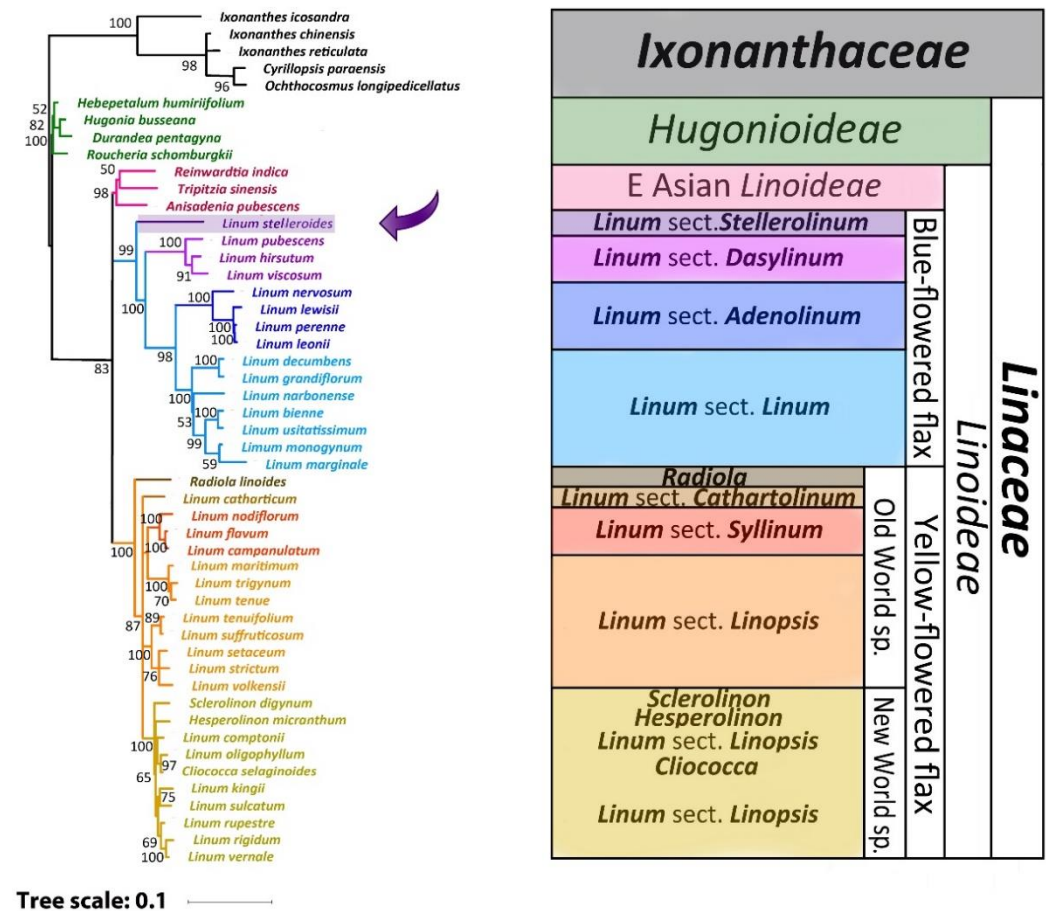 100
Ixonanthes icosandra
Ixonanthes chinensis
Ixonanthes reticulata
98
Cyrillopsis paraensis
96
Ochthocosmus longipedicellatus
52
Hebepetalum humiriifolium
82
Hugonia busseana
100
Durandea pentagyna
Roucheria schomburgkii
50
Reinwardtia indica
98
Tripitzia sinensis
Anisadenia pubescens
Linum stelleroides
99
100
Linum pubescens
Linum hirsutum
91
Linum viscosum
100
100
Linum nervosum
Linum lewisii
100
Linum perenne
100
Linum leonii
98
83
100
Linum decumbens
Linum grandiflorum
100
Linum narbonense
53
100
Linum bienne
Linum usitatissimum
99
Limum monogynum
59
Linum marginale
Radiola linoides
Linum catharticum
100
Linum nodiflorum
Linum flavum
100
100
Linum campanulatum
Linum maritimum
100
Linum trigynum
70
Linum tenue
87
89
Linum tenuifolium
Linum suffruticosum
100
Linum setaceum
76
Linum strictum
Linum volkensii
Sclerolinon digynum
Hesperolinon micranthum
100
Linum comptonii
Linum oligophyllum
97
65
Cliococca selaginoides
75
Linum kingii
Linum sulcatum
Linum rupestre
69
Linum rigidum
100
Linum vernale
Tree scale: 0.1
Ixonanthaceae
Hugonioideae
E Asian Linoideae
Linum sect.Stellerolinum
Linum sect. Dasylinum
Linum sect. Adenolinum
Linum sect. Linum
Radiola
Linum sect. Cathartolinum
Linum sect. Syllinum
Linum sect. Linopsis
Sclerolinon
Hesperolinon
Linum sect. Linopsis
Cliococca
Linum sect. Linopsis
Old World sp.
New World sp.
Blue-flowered flax
Yellow-flowered flax
Linoideae
Linaceae